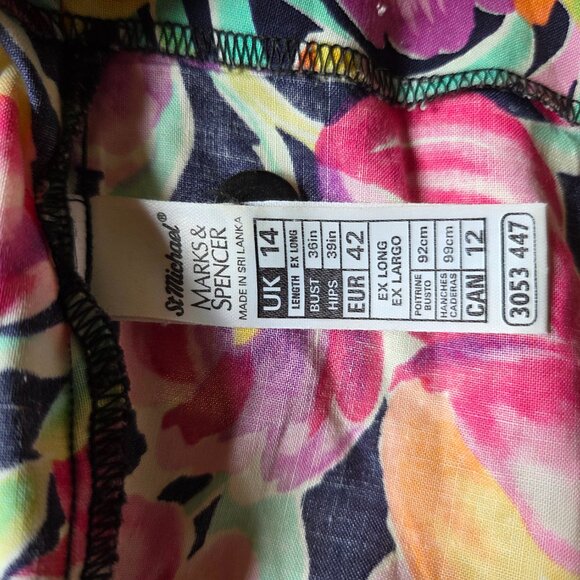 St Michael®
MARKS &
SPENCER
MADE IN SRI LANKA
UK 14
LENGTH EX LONG
BUST 36in
HIPS 39in
EUR 42
EX LONG
EX LARGO
POITRINE
BUSTO 92cm
HANCHES
CADERAS 99cm
CAN 12
3053 447